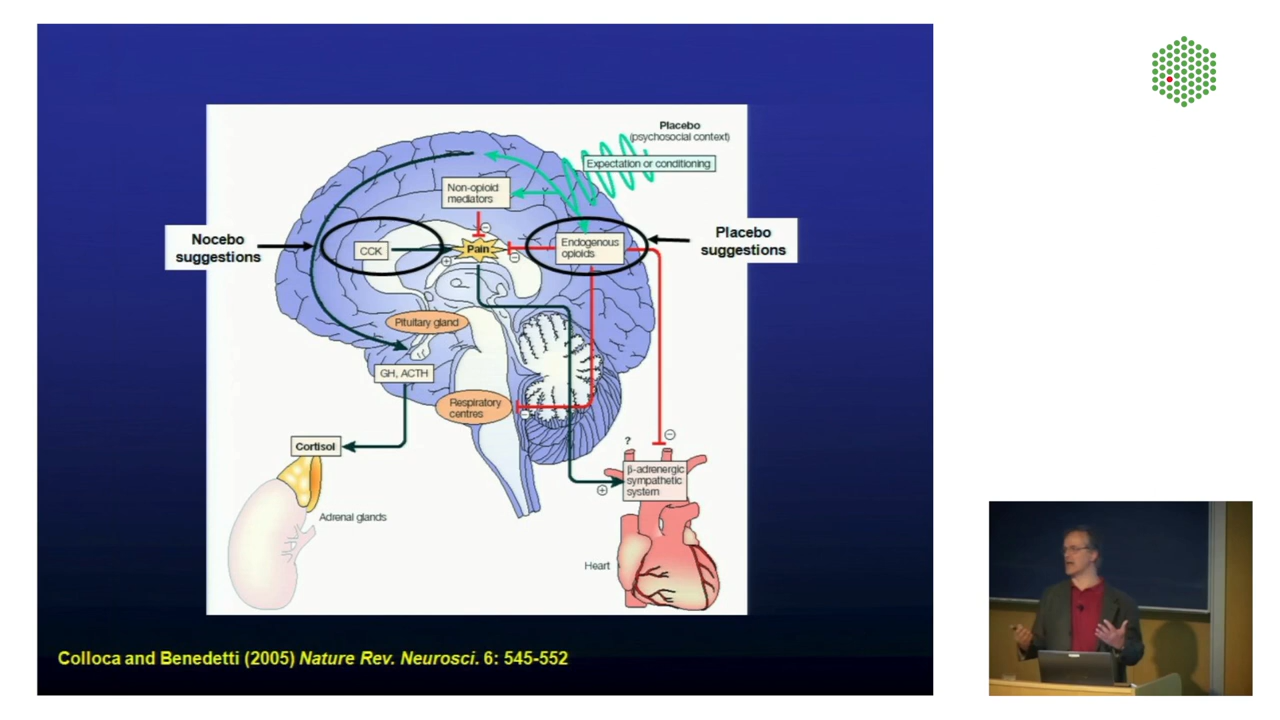 Placebo
(psychosocial context)
Expectation or conditioning
Non-opioid
mediators
Nocebo
suggestions
CCK
Pain
Endogenous
opioids
Placebo
suggestions
Pituitary gland
GH, ACTH
Respiratory
centres
Cortisol
?
β-adrenergic
sympathetic
system
Adrenal glands
Heart
Colloca and Benedetti (2005) Nature Rev. Neurosci. 6: 545-552